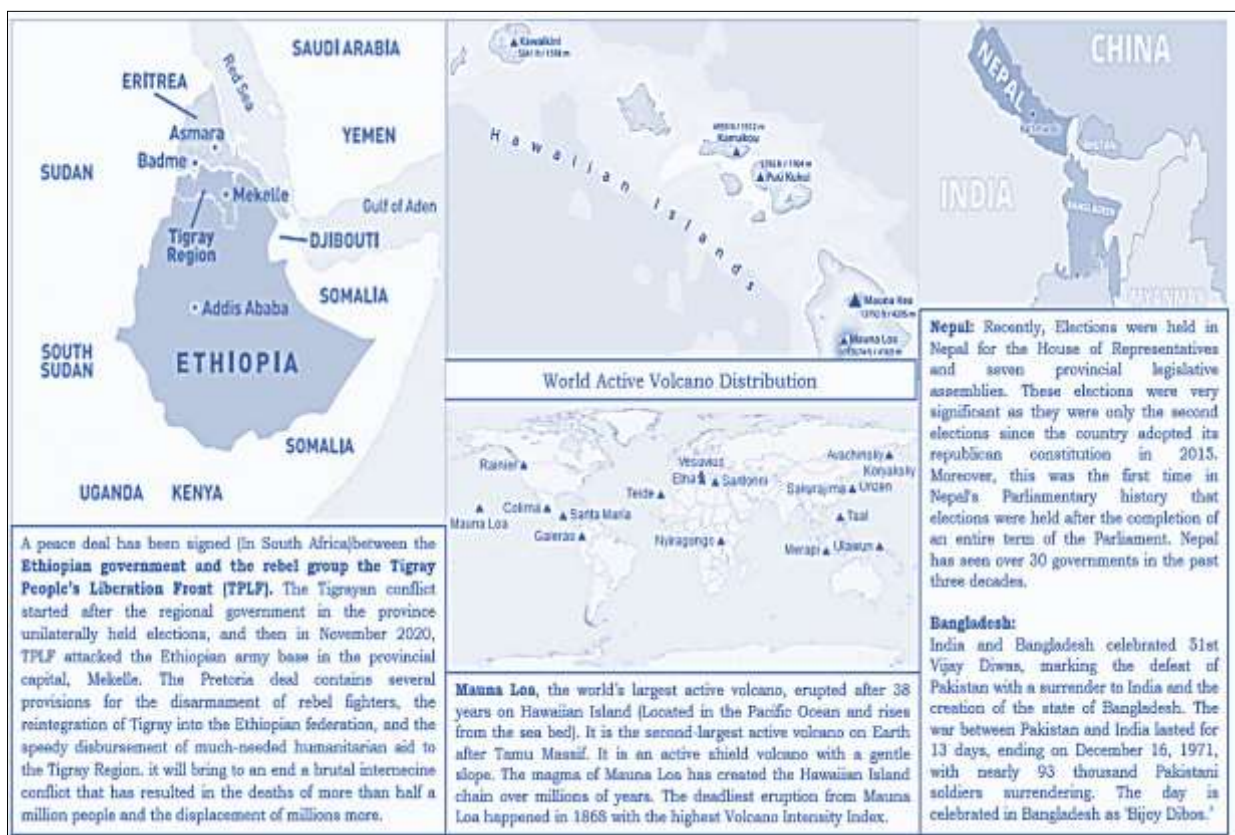 SAUDI ARABIA
Red Sea
ERITREA
Asmara
Badme
SUDAN
YEMEN
Mekelle
Gulf of Aden
Tigray
Region
DJIBOUTI
Addis Ababa
SOMALIA
SOUTH
SUDAN
ETHIOPIA
SOMALIA
UGANDA
KENYA
A peace deal has been signed (In South Africa)between the
Ethiopian government and the rebel group the Tigray
People's Liberation Front (TPLF). The Tigrayan conflict
started after the regional government in the province
unilaterally held elections, and then in November 2020,
TPLF attacked the Ethiopian army base in the provincial
capital, Mekelle. The Pretoria deal contains several
provisions for the disarmament of rebel fighters, the
reintegration of Tigray into the Ethiopian federation, and the
speedy disbursement of much-needed humanitarian aid to
the Tigray Region. it will bring to an end a brutal internecine
conflict that has resulted in the deaths of more than half a
million people and the displacement of millions more.
Kawaikini
Hawaiian Islands
Kamakou
Puu Kukui
Mauna Kea
Mauna Loa
World Active Volcano Distribution
Rainier
Vesuvius
Etna
Santorini
Avachinsky
Koryaksky
Teide
Sakurajima
Unzen
Colima
Santa Maria
Mauna Loa
Taal
Galeras
Nyiragongo
Merapi
Ulawun
Mauna Loa, the world's largest active volcano, erupted after 38
years on Hawaiian Island (Located in the Pacific Ocean and rises
from the sea bed). It is the second-largest active volcano on Earth
after Tamu Massif. It is an active shield volcano with a gentle
slope. The magma of Mauna Loa has created the Hawaiian Island
chain over millions of years. The deadliest eruption from Mauna
Loa happened in 1868 with the highest Volcano Intensity Index.
CHINA
NEPAL
BHUTAN
INDIA
BANGLADESH
MYANMAR
Nepal: Recently, Elections were held in
Nepal for the House of Representatives
and seven provincial legislative
assemblies. These elections were very
significant as they were only the second
elections since the country adopted its
republican constitution in 2015.
Moreover, this was the first time in
Nepal's Parliamentary history that
elections were held after the completion of
an entire term of the Parliament. Nepal
has seen over 30 governments in the past
three decades.
Bangladesh:
India and Bangladesh celebrated 51st
Vijay Diwas, marking the defeat of
Pakistan with a surrender to India and the
creation of the state of Bangladesh. The
war between Pakistan and India lasted for
13 days, ending on December 16, 1971,
with nearly 93 thousand Pakistani
soldiers surrendering. The day is
celebrated in Bangladesh as 'Bijoy Dibos.'